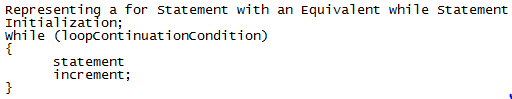 Representing a for Statement with an Equivalent while Statement
Initialization;
while (loopContinuationCondition)
{
statement
increment;
}